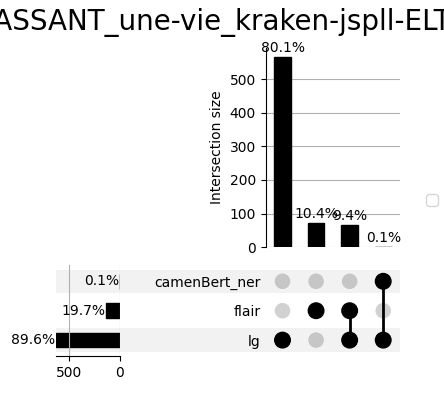 ASSANT_une-vie_kraken-jspll-ELT
80.1%
500
400
300
200
100
0
Intersection size
10.4%
9.4%
0.1%
0.1% camenBert_ner
19.7% flair
89.6% lg
500 0